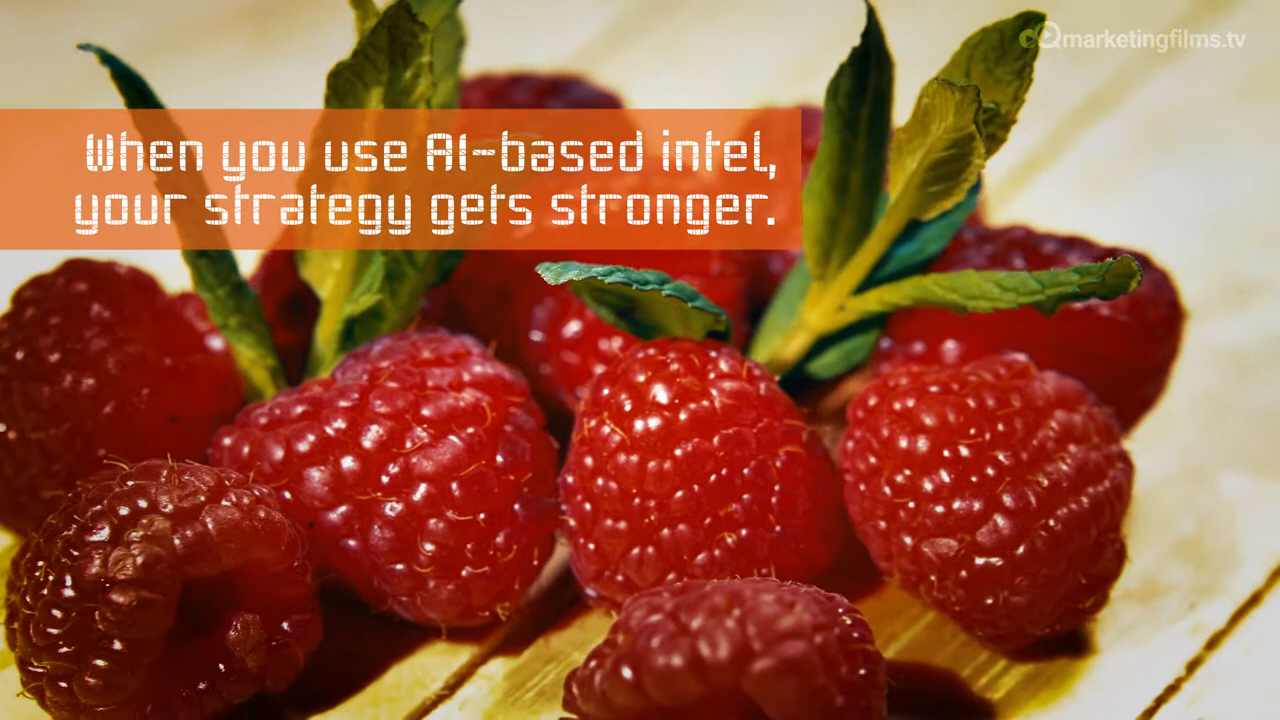 marketingfilms.tv
When you use AI-based intel,
your strategy gets stronger.